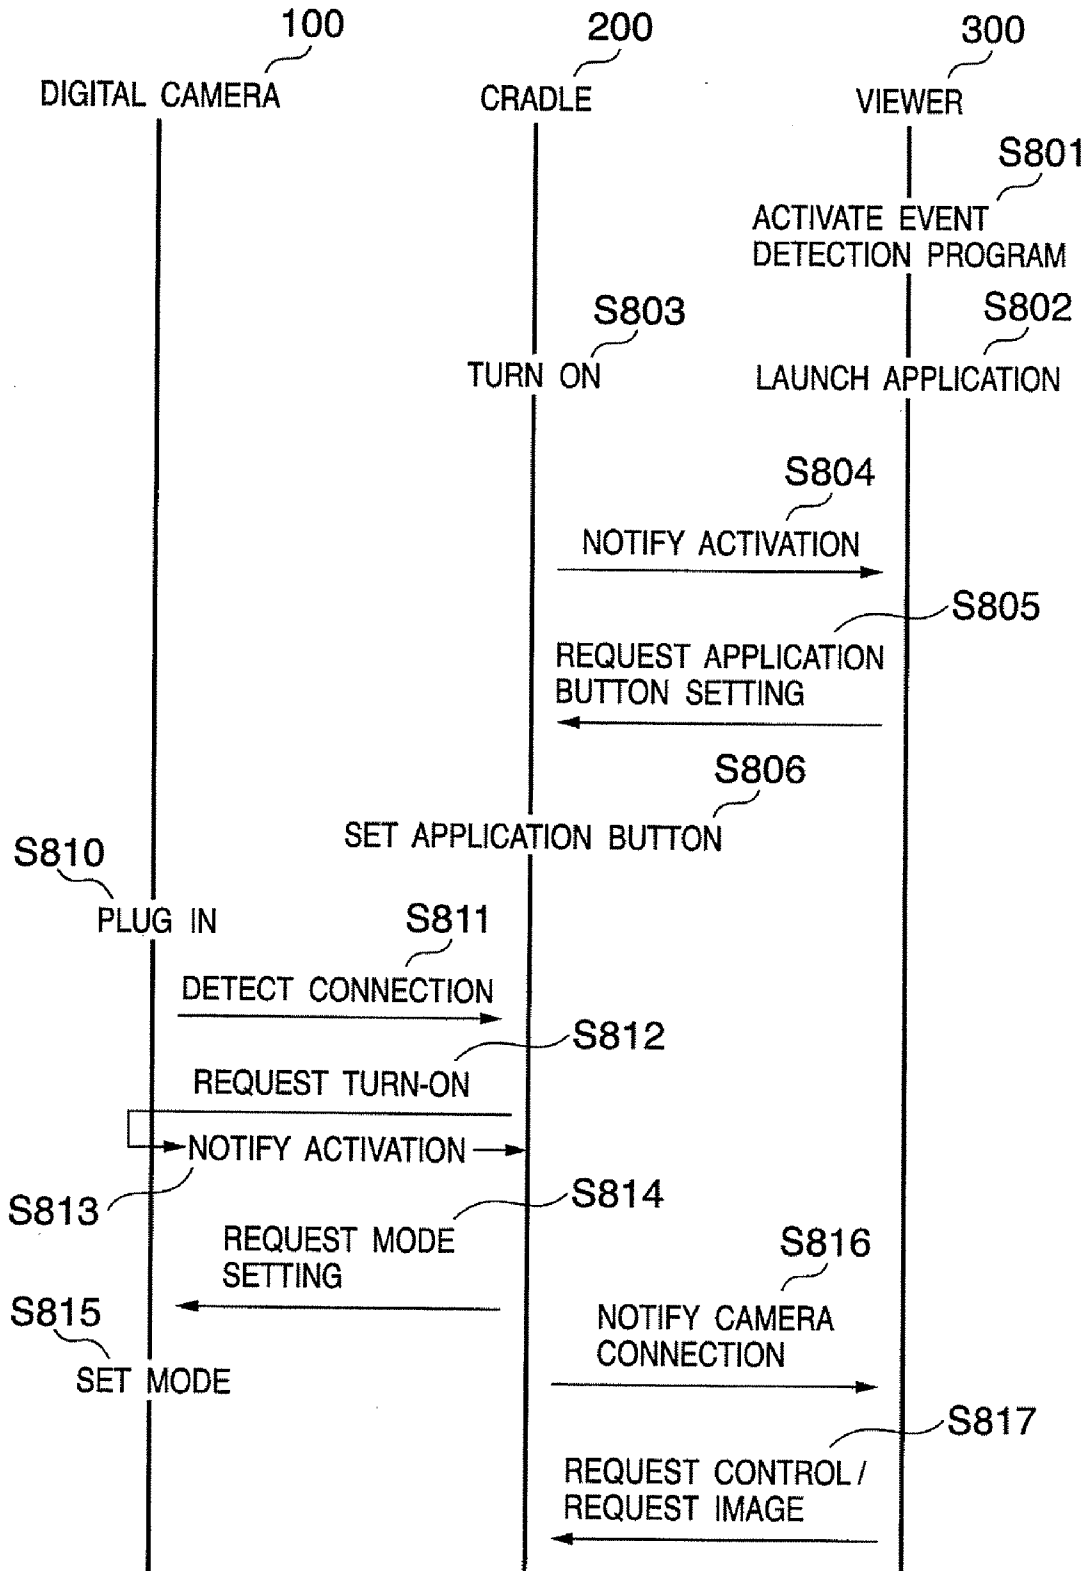 100
200
300
DIGITAL CAMERA
CRADLE
VIEWER
S801
ACTIVATE EVENT
DETECTION PROGRAM
S802
S803
TURN ON
LAUNCH APPLICATION
S804
NOTIFY ACTIVATION
S805
REQUEST APPLICATION
BUTTON SETTING
S806
SET APPLICATION BUTTON
S810
PLUG IN
S811
DETECT CONNECTION
S812
REQUEST TURN-ON
NOTIFY ACTIVATION
S813
S814
REQUEST MODE
SETTING
S816
S815
NOTIFY CAMERA
CONNECTION
SET MODE
S817
REQUEST CONTROL/
REQUEST IMAGE